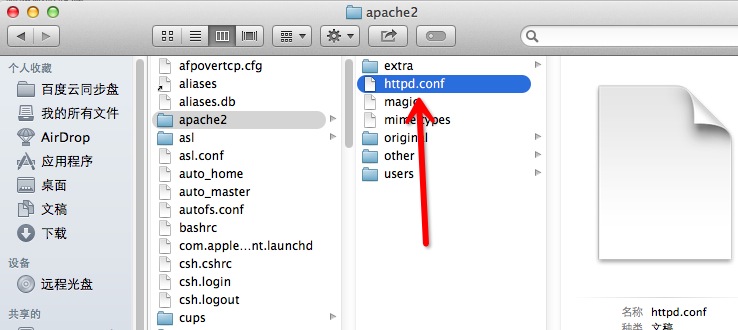 apache2
个人收藏
百度云同步盘
我的所有文件
AirDrop
应用程序
桌面
文稿
下载
设备
远程光盘
共享的
afpovertcp.cfg
aliases
aliases.db
apache2
asl
asl.conf
auto_home
auto_master
autofs.conf
bashrc
com.apple...nt.launchd
csh.cshrc
csh.login
csh.logout
cups
extra
httpd.conf
magic
mime.types
original
other
users
名称 httpd.conf
种类 文稿